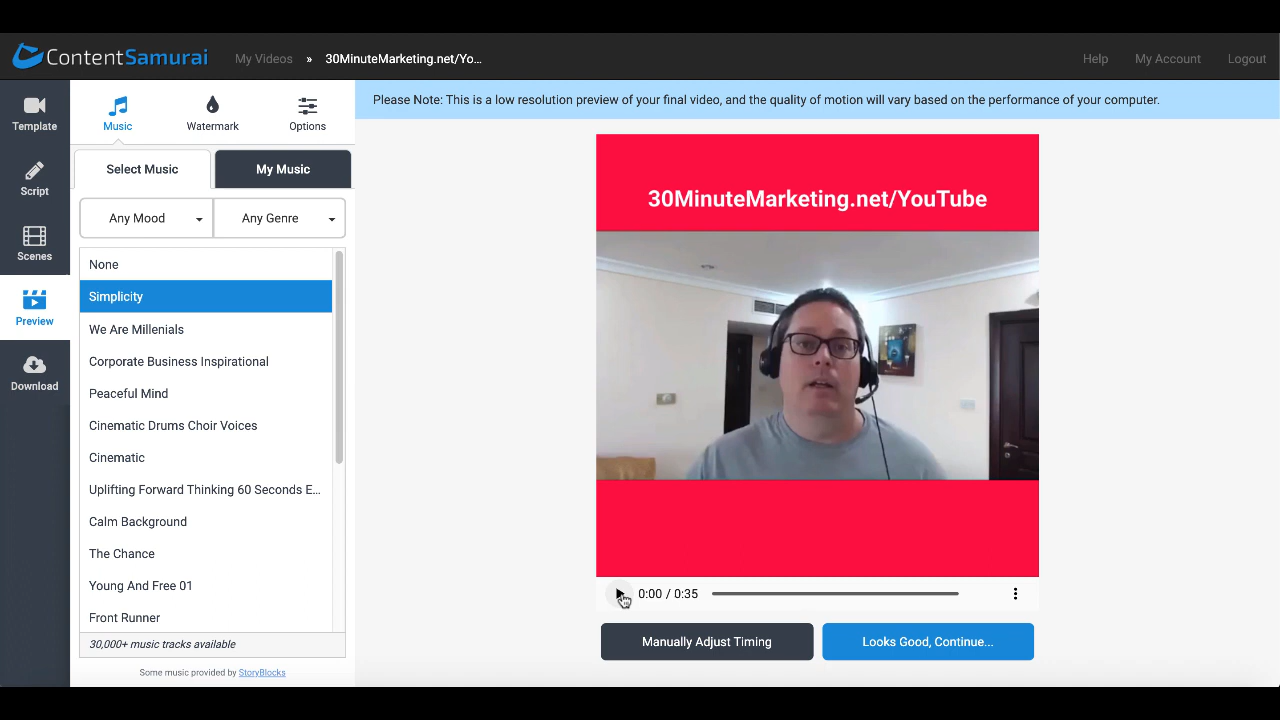 ContentSamurai My Videos » 30MinuteMarketing.net/Yo... Help My Account Logout
Template
Script
Scenes
Preview
Download
Music Watermark Options
Select Music My Music
Any Mood Any Genre
None
Simplicity
We Are Millenials
Corporate Business Inspirational
Peaceful Mind
Cinematic Drums Choir Voices
Cinematic
Uplifting Forward Thinking 60 Seconds E...
Calm Background
The Chance
Young And Free 01
Front Runner
30,000+ music tracks available
Some music provided by StoryBlocks
Please Note: This is a low resolution preview of your final video, and the quality of motion will vary based on the performance of your computer.
30MinuteMarketing.net/YouTube
0:00 / 0:35
Manually Adjust Timing Looks Good, Continue...